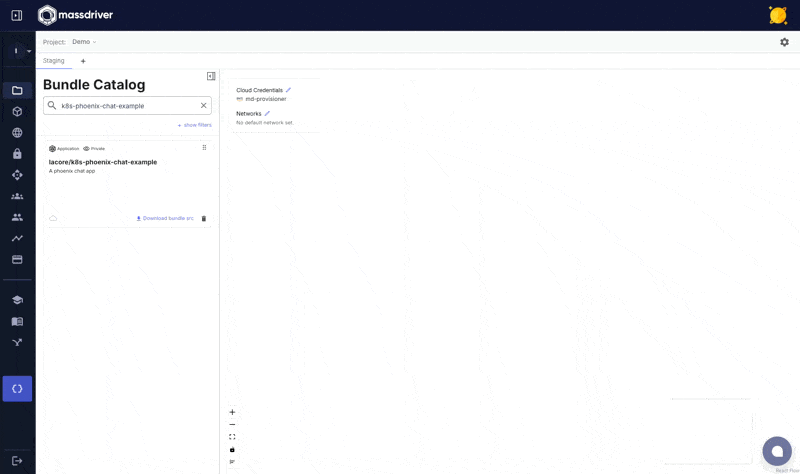 massdriver
Project: Demo
Staging +
Bundle Catalog
k8s-phoenix-chat-example
+ show filters
Application Private
lacore/k8s-phoenix-chat-example
A phoenix chat app
Download bundle src
Cloud Credentials
md-provisioner
Networks
No default network set.
React Flow